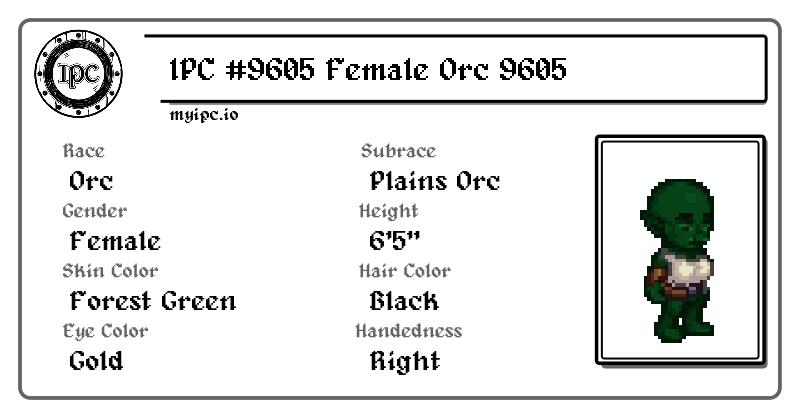 IPC
IPC #9605 Female Orc 9605
myipc.io
Race
Orc
Subrace
Plains Orc
Gender
Female
Height
6'5"
Skin Color
Forest Green
Hair Color
Black
Eye Color
Gold
Handedness
Right